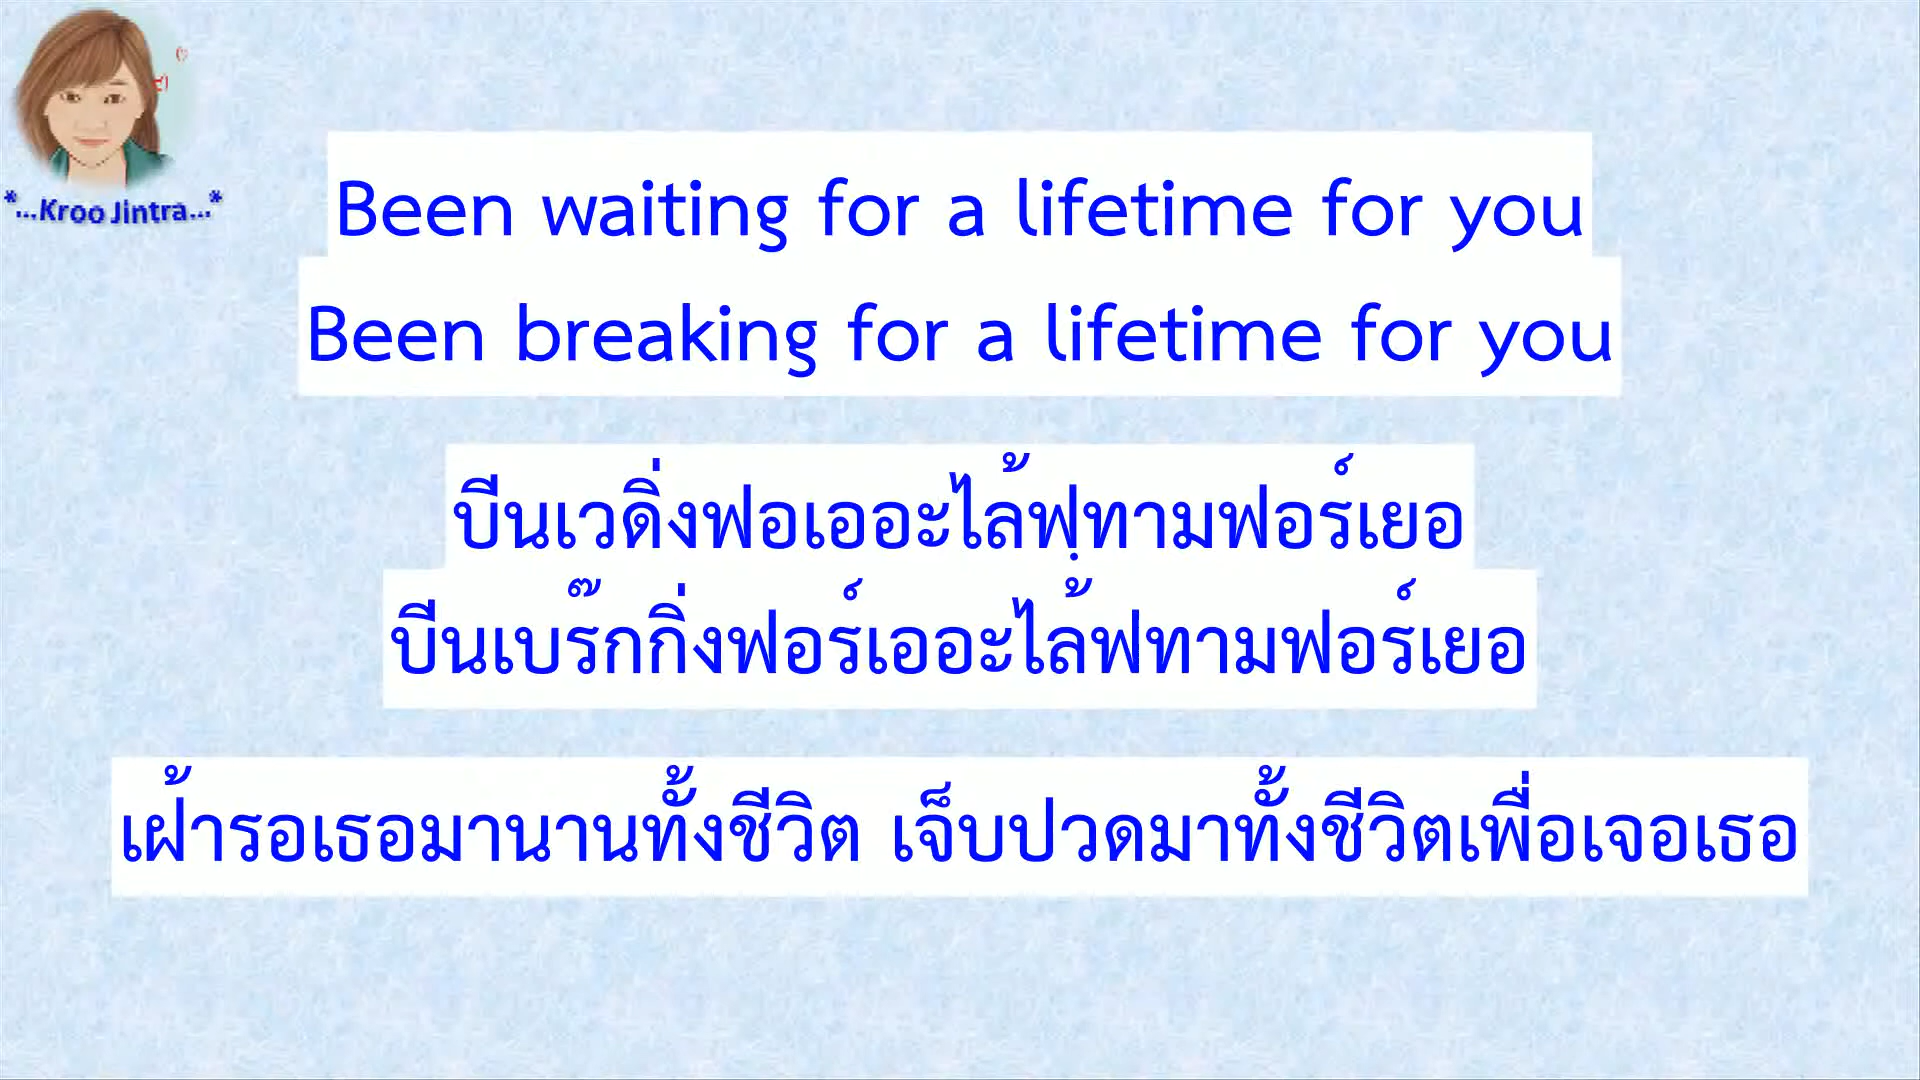 *...Kroo Jintra...*
Been waiting for a lifetime for you
Been breaking for a lifetime for you
บีนเวดิ่งฟอเออะไล้ฟฺทามฟอร์เยอ
บีนเบร๊กกิ่งฟอร์เออะไล้ฟทามฟอร์เยอ
เฝ้ารอเธอมานานทั้งชีวิต เจ็บปวดมาทั้งชีวิตเพื่อเจอเธอ